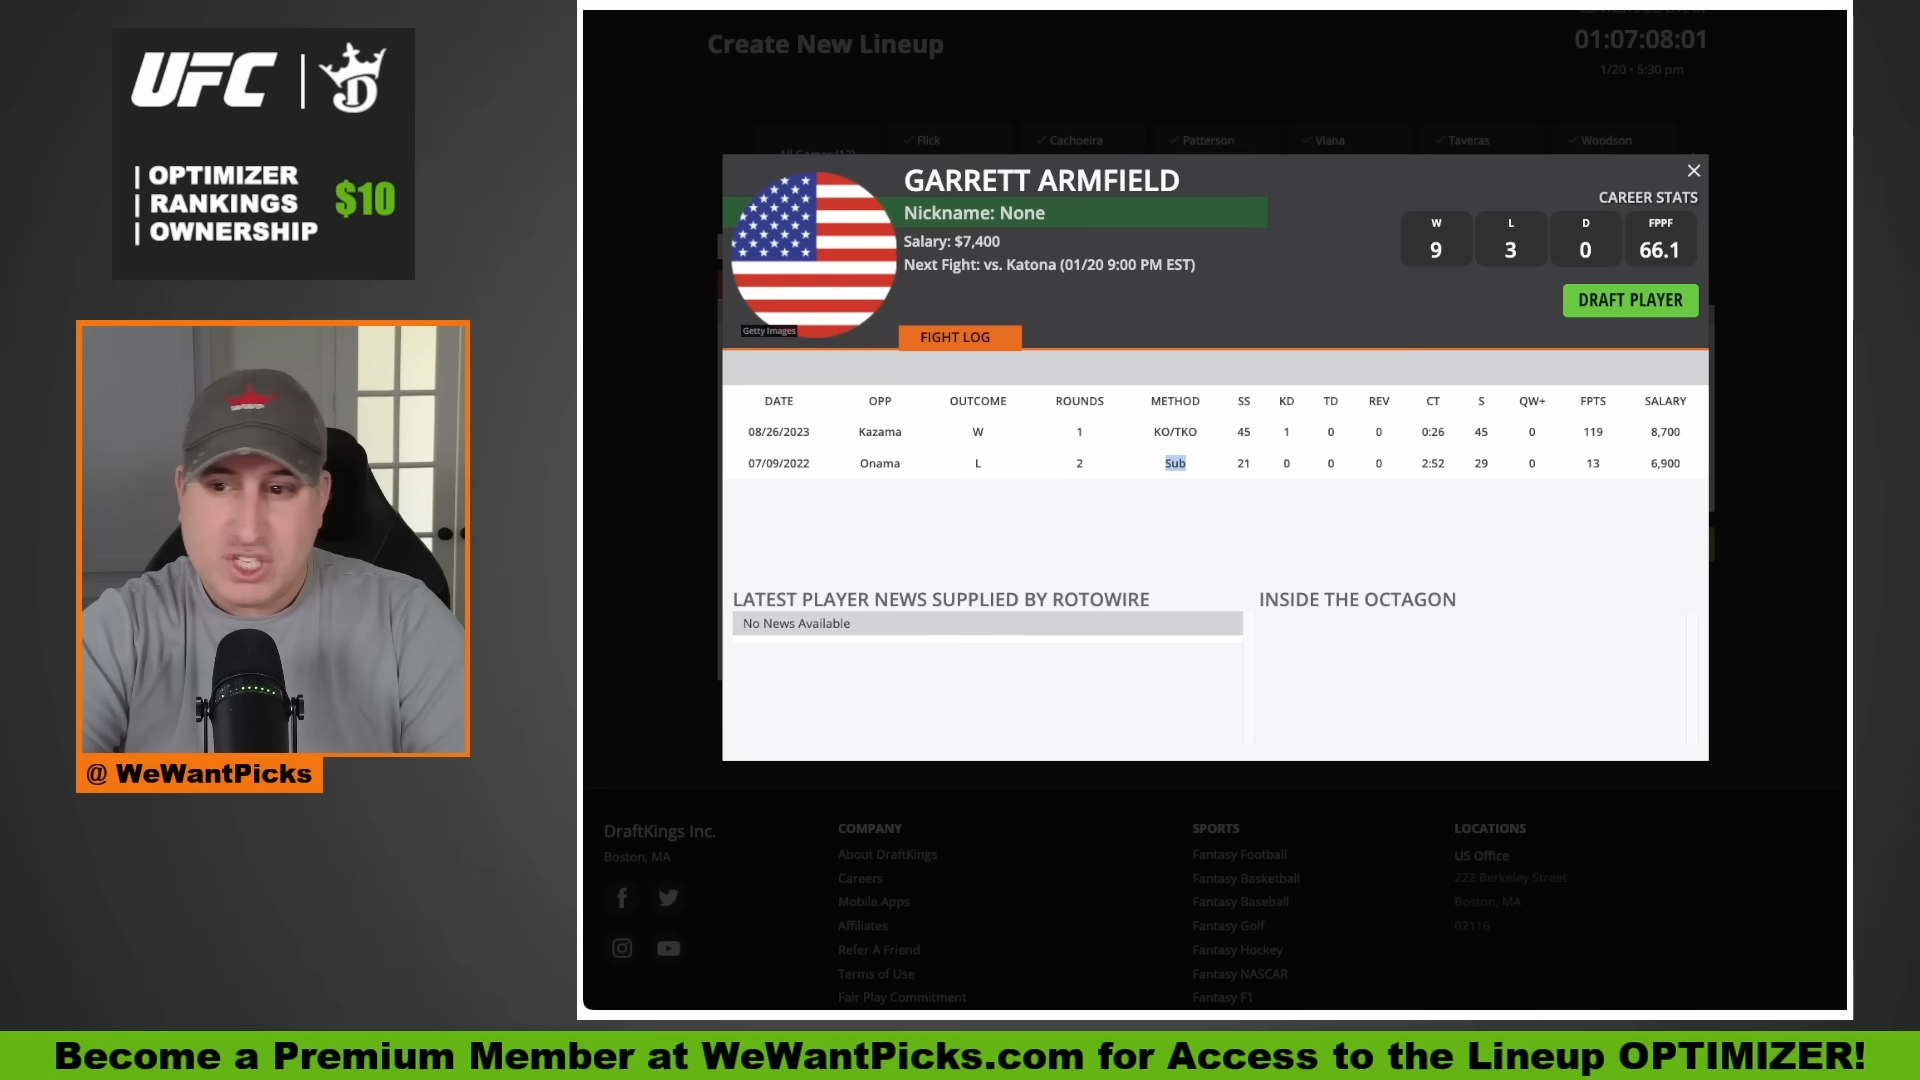 UFC
OPTIMIZER
RANKINGS
OWNERSHIP
$10
@ WeWantPicks
Create New Lineup
01:07:08:01
1/20 • 5:30 pm
Flick
Cachoeira
Patterson
Viana
Taveras
Woodson
GARRETT ARMFIELD
Nickname: None
Salary: $7,400
Next Fight: vs. Katona (01/20 9:00 PM EST)
Getty Images
CAREER STATS
W L D FPPF
9 3 0 66.1
DRAFT PLAYER
FIGHT LOG
DATE OPP OUTCOME ROUNDS METHOD SS KD TD REV CT S QW+ FPTS SALARY
08/26/2023 Kazama W 1 KO/TKO 45 1 0 0 0:26 45 0 119 8,700
07/09/2022 Onama L 2 Sub 21 0 0 0 2:52 29 0 13 6,900
LATEST PLAYER NEWS SUPPLIED BY ROTOWIRE
No News Available
INSIDE THE OCTAGON
DraftKings Inc.
Boston, MA
COMPANY
About DraftKings
Careers
Mobile Apps
Affiliates
Refer A Friend
Terms of Use
Fair Play Commitment
SPORTS
Fantasy Football
Fantasy Basketball
Fantasy Baseball
Fantasy Golf
Fantasy Hockey
Fantasy NASCAR
Fantasy F1
LOCATIONS
US Office
222 Berkeley Street
Boston, MA
02116
Become a Premium Member at WeWantPicks.com for Access to the Lineup OPTIMIZER!